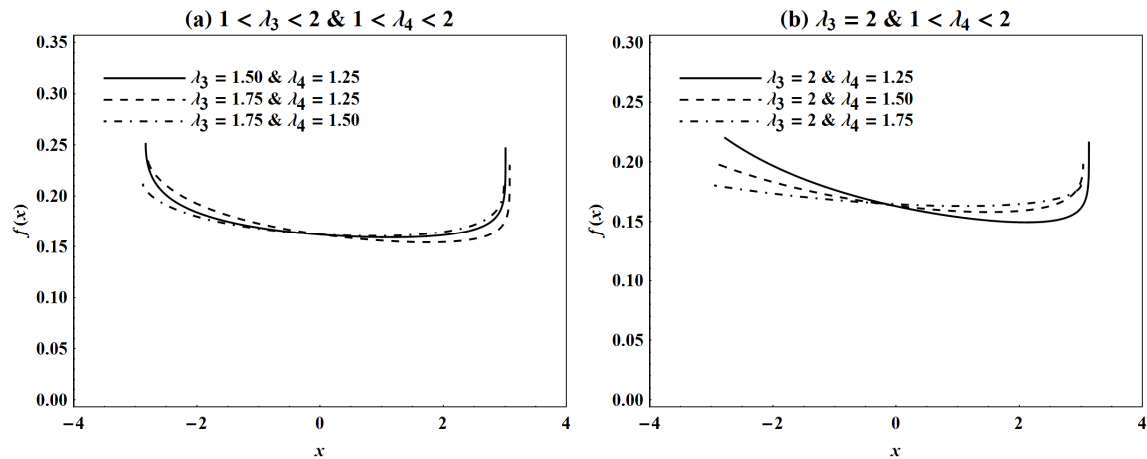 (a) 1 < λ3 < 2 & 1 < λ4 < 2
0.35
0.30
0.25
0.20
0.15
0.10
0.05
0.00
f(x)
λ3 = 1.50 & λ4 = 1.25
λ3 = 1.75 & λ4 = 1.25
λ3 = 1.75 & λ4 = 1.50
−4 −2 0 2 4
x
(b) λ3 = 2 & 1 < λ4 < 2
0.30
0.25
0.20
0.15
0.10
0.05
0.00
f(x)
λ3 = 2 & λ4 = 1.25
λ3 = 2 & λ4 = 1.50
λ3 = 2 & λ4 = 1.75
−4 −2 0 2 4
x